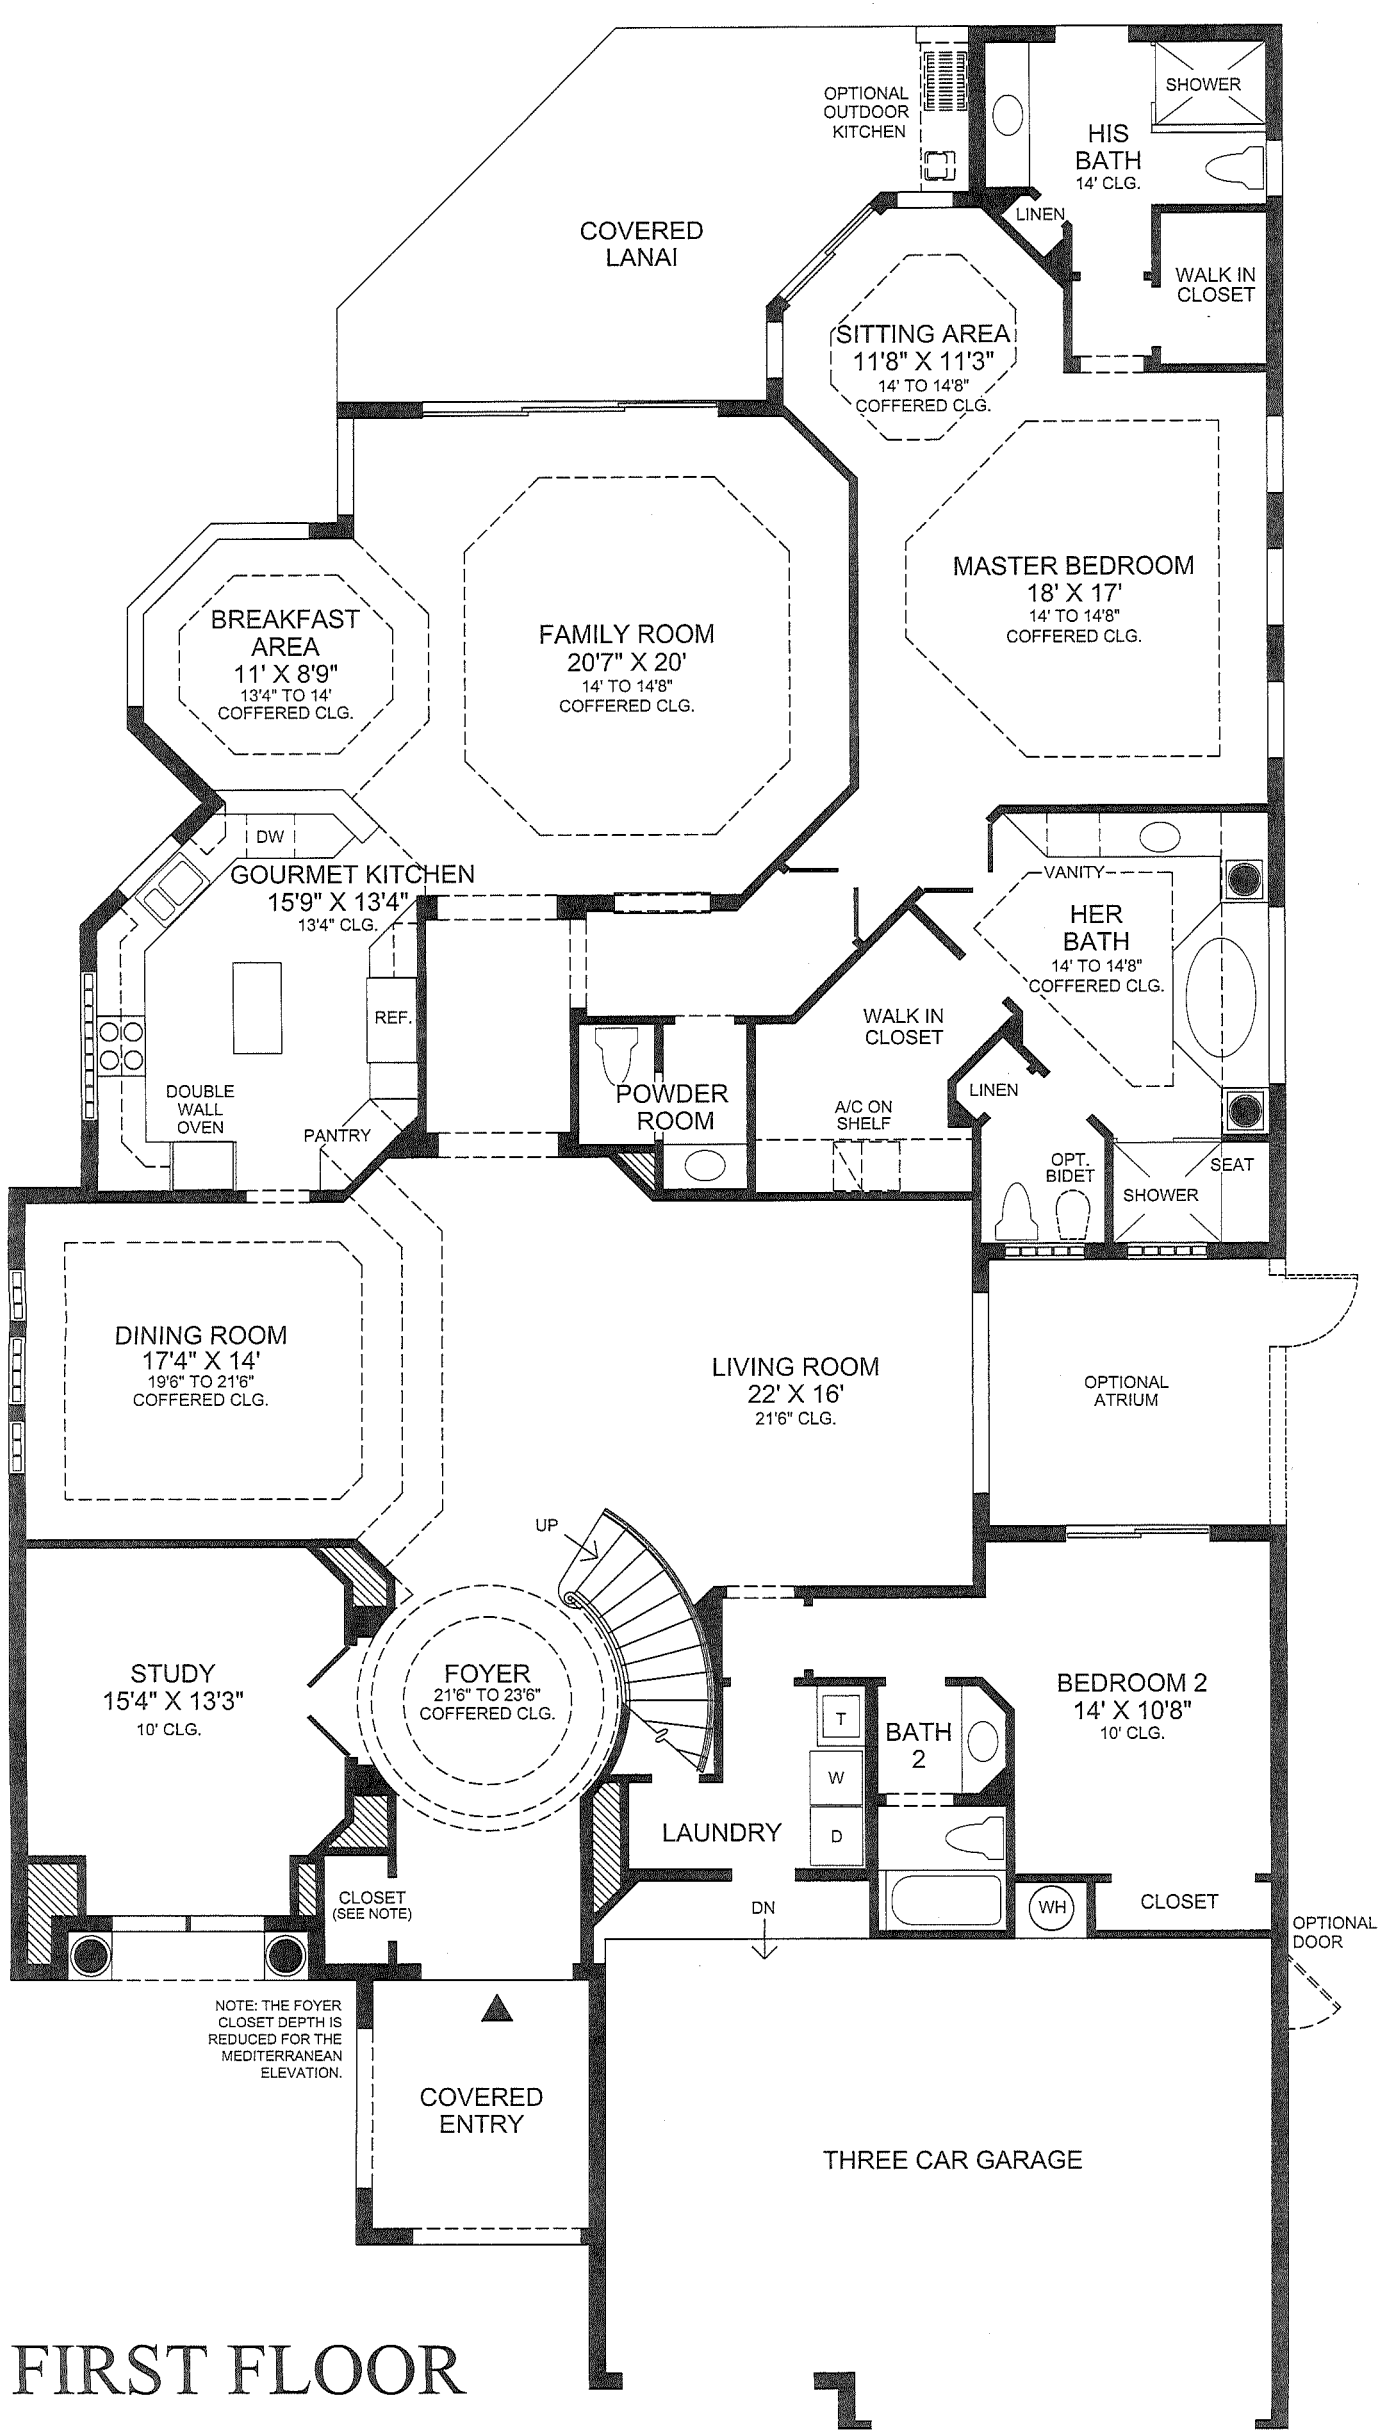 OPTIONAL
OUTDOOR
KITCHEN
SHOWER
HIS
BATH
14' CLG.
LINEN
COVERED
LANAI
WALK IN
CLOSET
SITTING AREA
11'8" X 11'3"
14' TO 14'8"
COFFERED CLG.
MASTER BEDROOM
18' X 17'
14' TO 14'8"
COFFERED CLG.
BREAKFAST
AREA
11' X 8'9"
13'4" TO 14'
COFFERED CLG.
FAMILY ROOM
20'7" X 20'
14' TO 14'8"
COFFERED CLG.
DW
GOURMET KITCHEN
15'9" X 13'4"
13'4" CLG.
VANITY
HER
BATH
14' TO 14'8"
COFFERED CLG.
REF.
WALK IN
CLOSET
DOUBLE
WALL
OVEN
PANTRY
POWDER
ROOM
A/C ON
SHELF
LINEN
OPT.
BIDET
SEAT
SHOWER
DINING ROOM
17'4" X 14'
19'6" TO 21'6"
COFFERED CLG.
LIVING ROOM
22' X 16'
21'6" CLG.
OPTIONAL
ATRIUM
UP
STUDY
15'4" X 13'3"
10' CLG.
FOYER
21'6" TO 23'6"
COFFERED CLG.
T
W
D
BATH
2
BEDROOM 2
14' X 10'8"
10' CLG.
LAUNDRY
CLOSET
(SEE NOTE)
DN
WH
CLOSET
OPTIONAL
DOOR
NOTE: THE FOYER
CLOSET DEPTH IS
REDUCED FOR THE
MEDITERRANEAN
ELEVATION.
COVERED
ENTRY
THREE CAR GARAGE
FIRST FLOOR